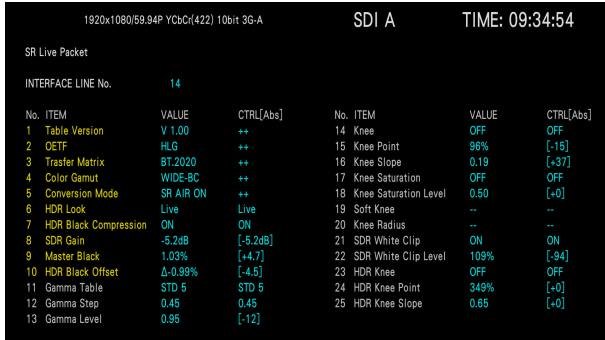 1920x1080/59.94P YCbCr(422) 10bit 3G-A SDI A TIME: 09:34:54
SR Live Packet
INTERFACE LINE No. 14
No. ITEM VALUE CTRL[Abs] No. ITEM VALUE CTRL[Abs]
1 Table Version V 1.00 ++ 14 Knee OFF OFF
2 OETF HLG ++ 15 Knee Point 96% [-15]
3 Trasfer Matrix BT.2020 ++ 16 Knee Slope 0.19 [+37]
4 Color Gamut WIDE-BC ++ 17 Knee Saturation OFF OFF
5 Conversion Mode SR AIR ON ++ 18 Knee Saturation Level 0.50 [+0]
6 HDR Look Live Live 19 Soft Knee -- --
7 HDR Black Compression ON ON 20 Knee Radius -- --
8 SDR Gain -5.2dB [-5.2dB] 21 SDR White Clip ON ON
9 Master Black 1.03% [+4.7] 22 SDR White Clip Level 109% [-94]
10 HDR Black Offset Δ-0.99% [-4.5] 23 HDR Knee OFF OFF
11 Gamma Table STD 5 STD 5 24 HDR Knee Point 349% [+0]
12 Gamma Step 0.45 0.45 25 HDR Knee Slope 0.65 [+0]
13 Gamma Level 0.95 [-12]